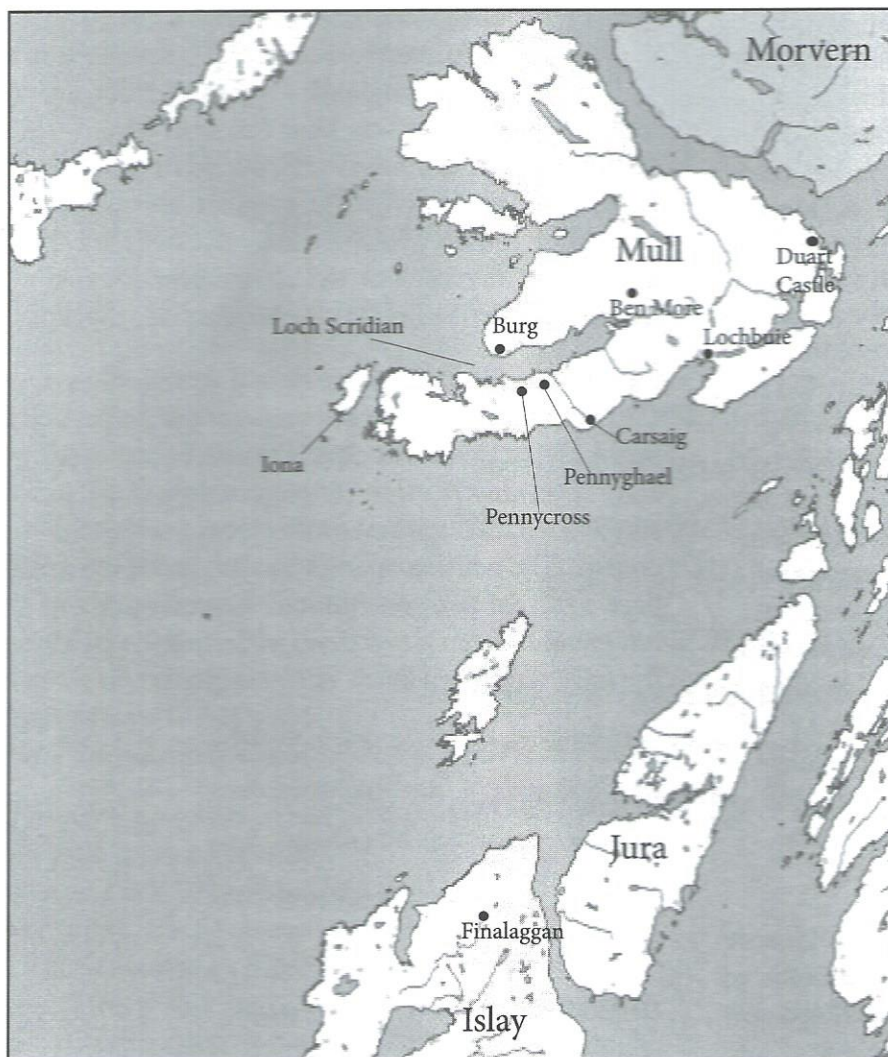 Morvern
Mull
Duart
Castle
Ben More
Burg
Loch Scridian
Lochbuie
Iona
Carsaig
Pennyghael
Pennycross
Jura
Finalaggan
Islay